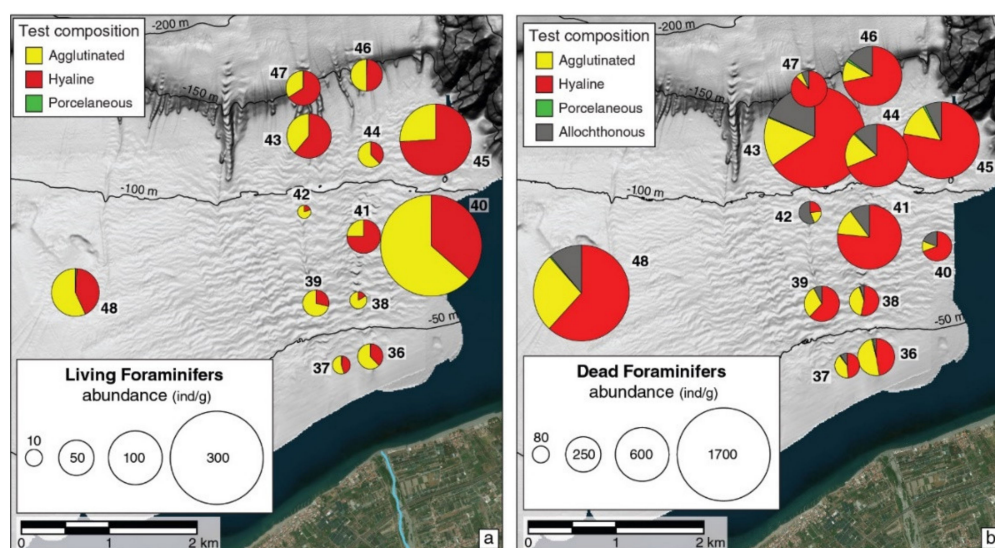 -200 m
Test composition
Agglutinated
Hyaline
Porcelaneous
46
47
-150 m
43
44
45
-100 m
42
40
41
48
39
38
-50 m
37
36
Living Foraminifers
abundance (ind/g)
10
50
100
300
0
1
2 km
a
-200 m
Test composition
Agglutinated
Hyaline
Porcelaneous
Allochthonous
46
47
-150 m
43
44
45
-100 m
42
41
40
48
39
38
-50 m
37
36
Dead Foraminifers
abundance (ind/g)
80
250
600
1700
0
1
2 km
b